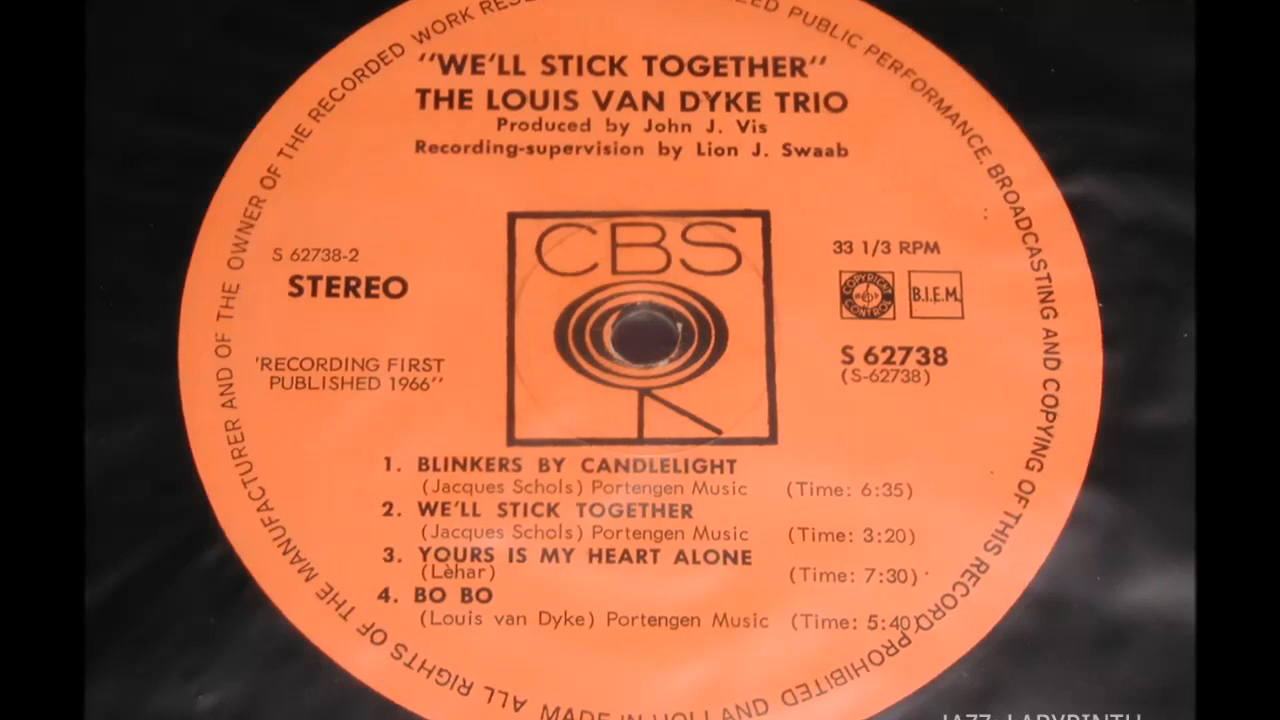 "WE'LL STICK TOGETHER"
THE LOUIS VAN DYKE TRIO
Produced by John J. Vis
Recording-supervision by Lion J. Swaab
CBS
S 62738-2
STEREO
'RECORDING FIRST
PUBLISHED 1966"
33 1/3 RPM
COPYRIGHT CONTROL
B.I.E.M.
S 62738
(S-62738)
1. BLINKERS BY CANDLELIGHT
(Jacques Schols) Portengen Music (Time: 6:35)
2. WE'LL STICK TOGETHER
(Jacques Schols) Portengen Music (Time: 3:20)
3. YOURS IS MY HEART ALONE
(Lèhar) (Time: 7:30)
4. BO BO
(Louis van Dyke) Portengen Music (Time: 5:40)
ALL RIGHTS OF THE MANUFACTURER AND OF THE OWNER OF THE RECORDED WORK PUBLIC PERFORMANCE. BROADCASTING AND COPYING OF THIS RECORD PROHIBITED AND MADE IN HOLLAND
JAZZ LABYRINTH